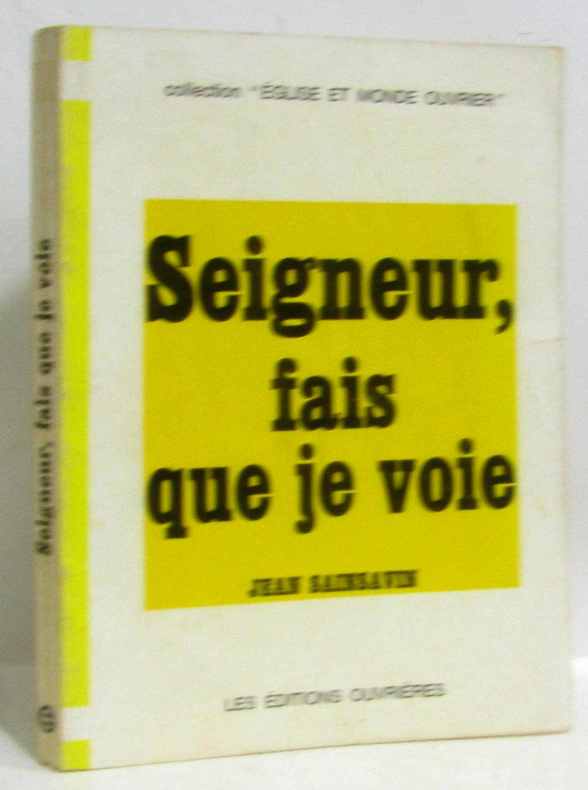 collection "ÉGLISE ET MONDE OUVRIER"
Seigneur,
fais
que je voie
JEAN SAINSAVIN
LES ÉDITIONS OUVRIÈRES
Seigneur, fais que je voie